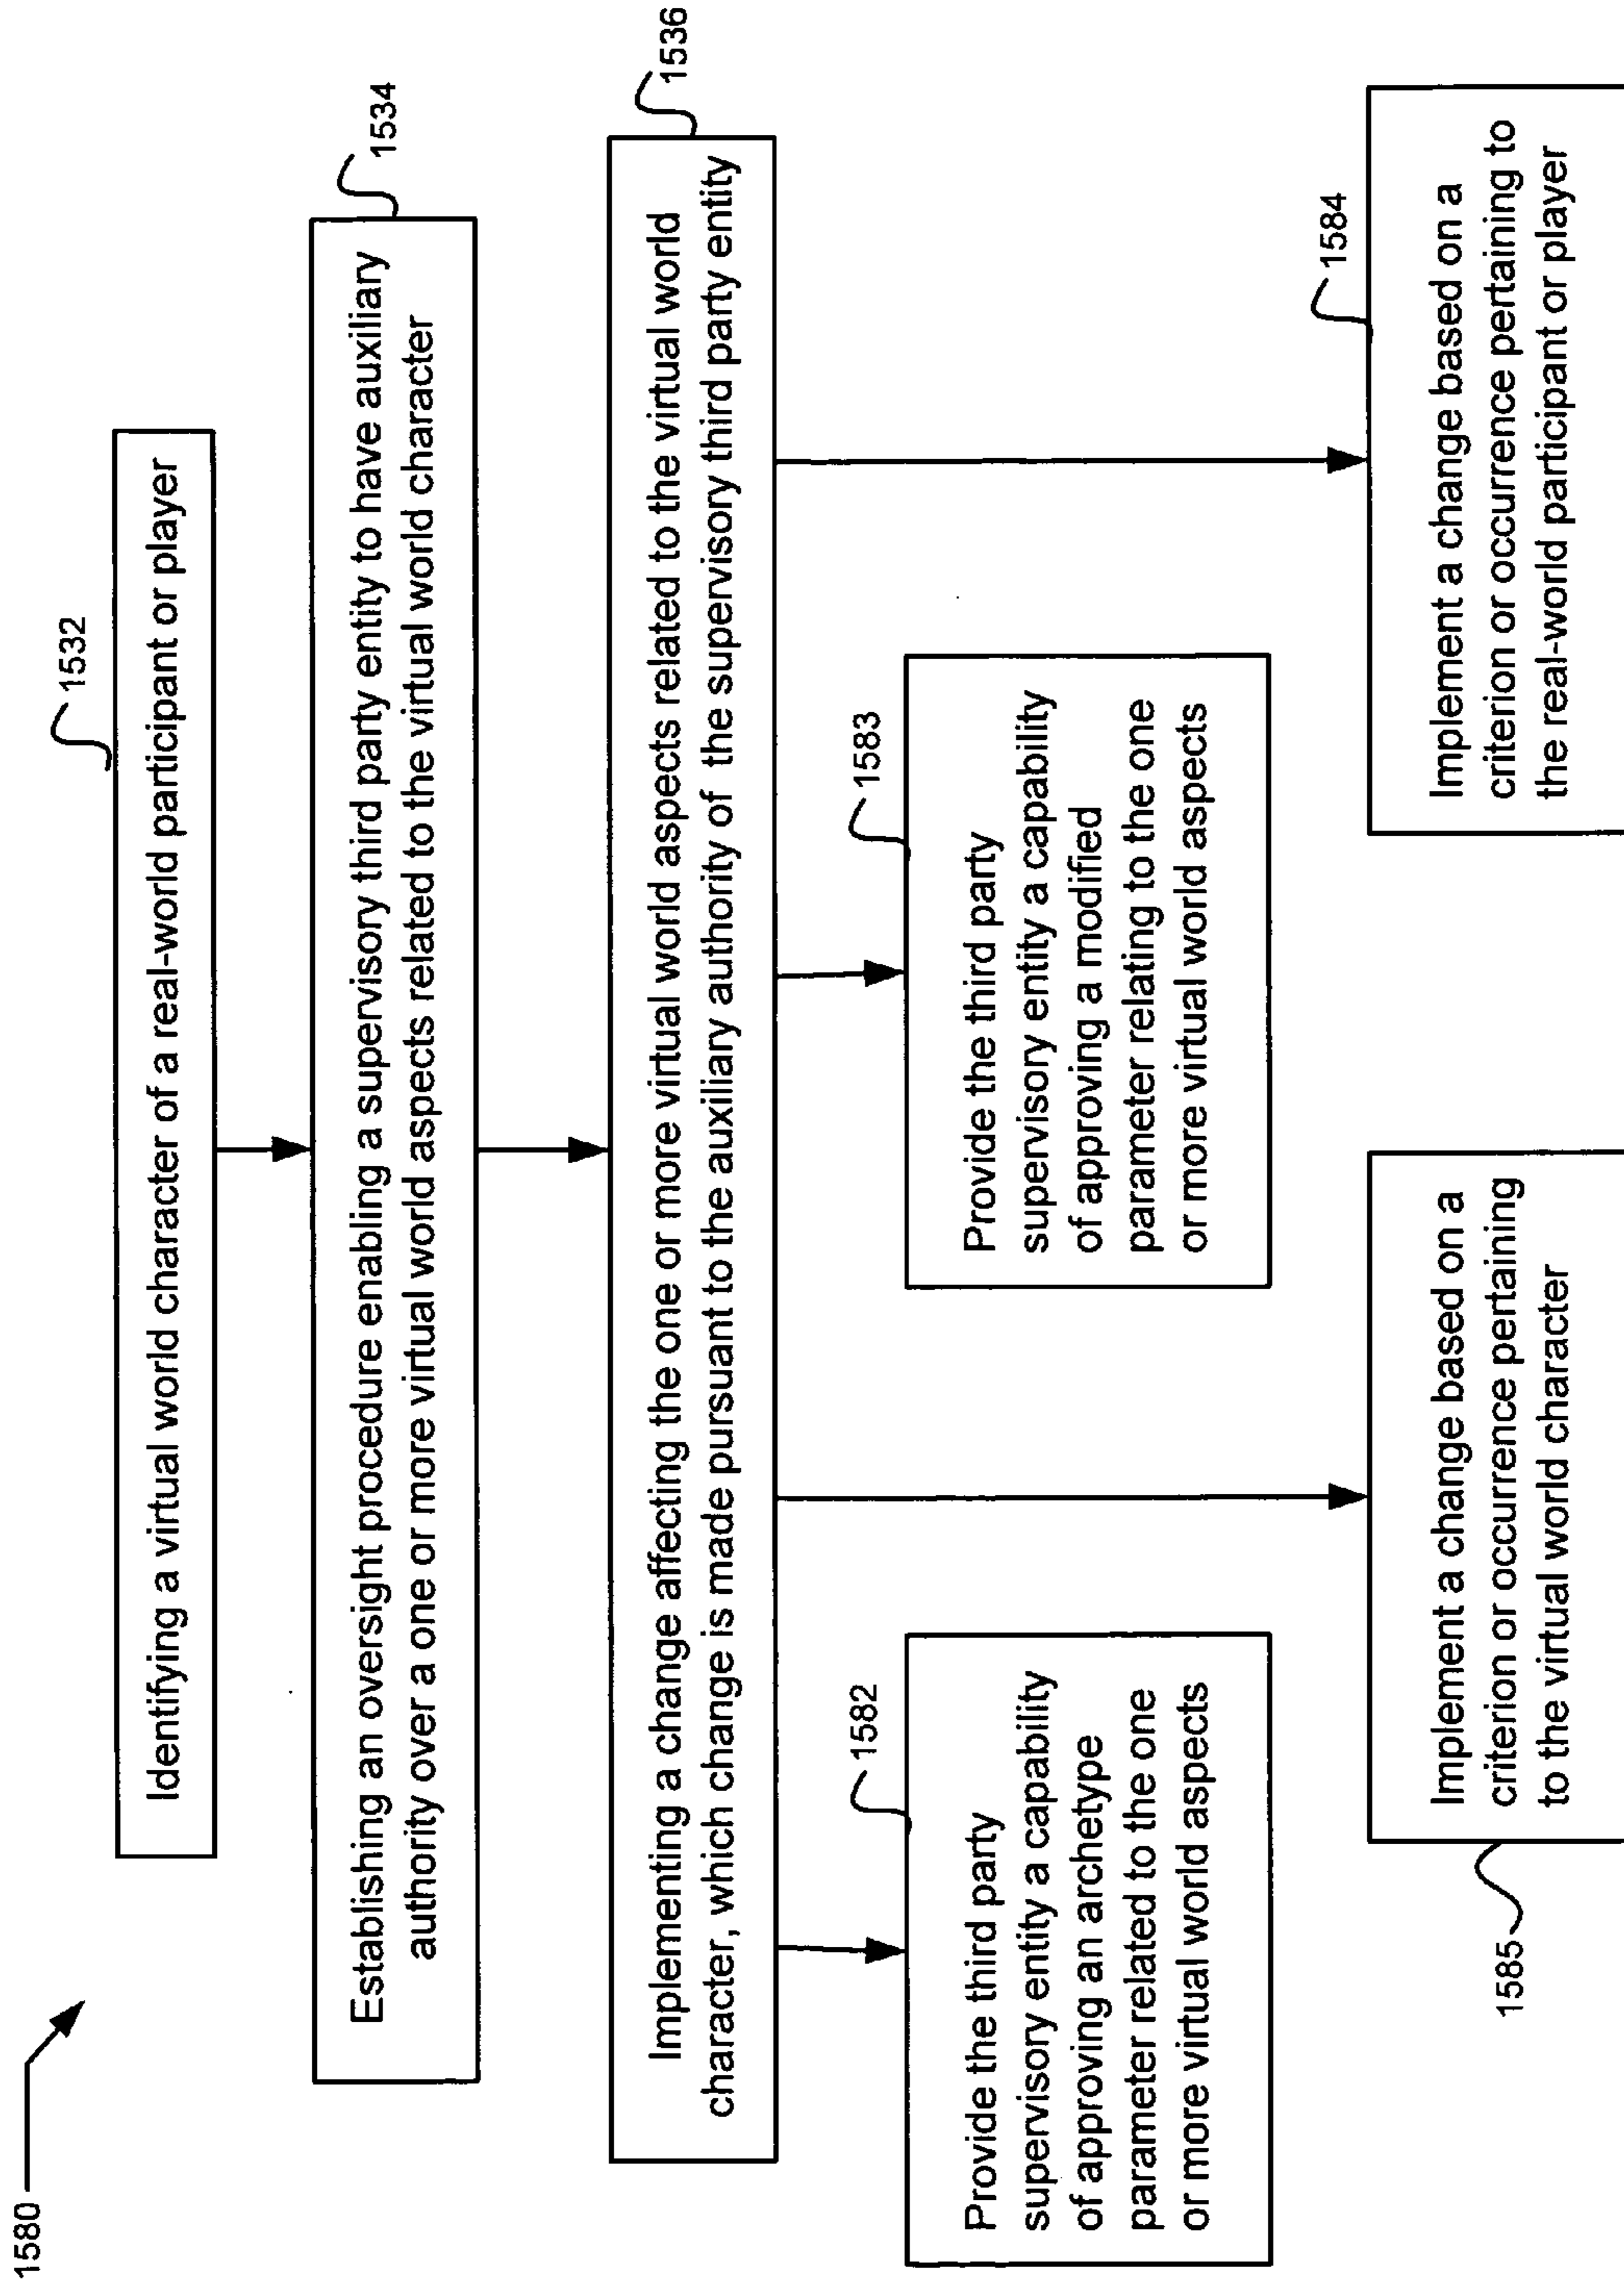 1580
1532
Identifying a virtual world character of a real-world participant or player
1534
Establishing an oversight procedure enabling a supervisory third party entity to have auxiliary
authority over a one or more virtual world aspects related to the virtual world character
1536
Implementing a change affecting the one or more virtual world aspects related to the virtual world
character, which change is made pursuant to the auxiliary authority of the supervisory third party entity
1582
Provide the third party
supervisory entity a capability
of approving an archetype
parameter related to the one
or more virtual world aspects
1583
Provide the third party
supervisory entity a capability
of approving a modified
parameter relating to the one
or more virtual world aspects
1585
Implement a change based on a
criterion or occurrence pertaining
to the virtual world character
1584
Implement a change based on a
criterion or occurrence pertaining to
the real-world participant or player